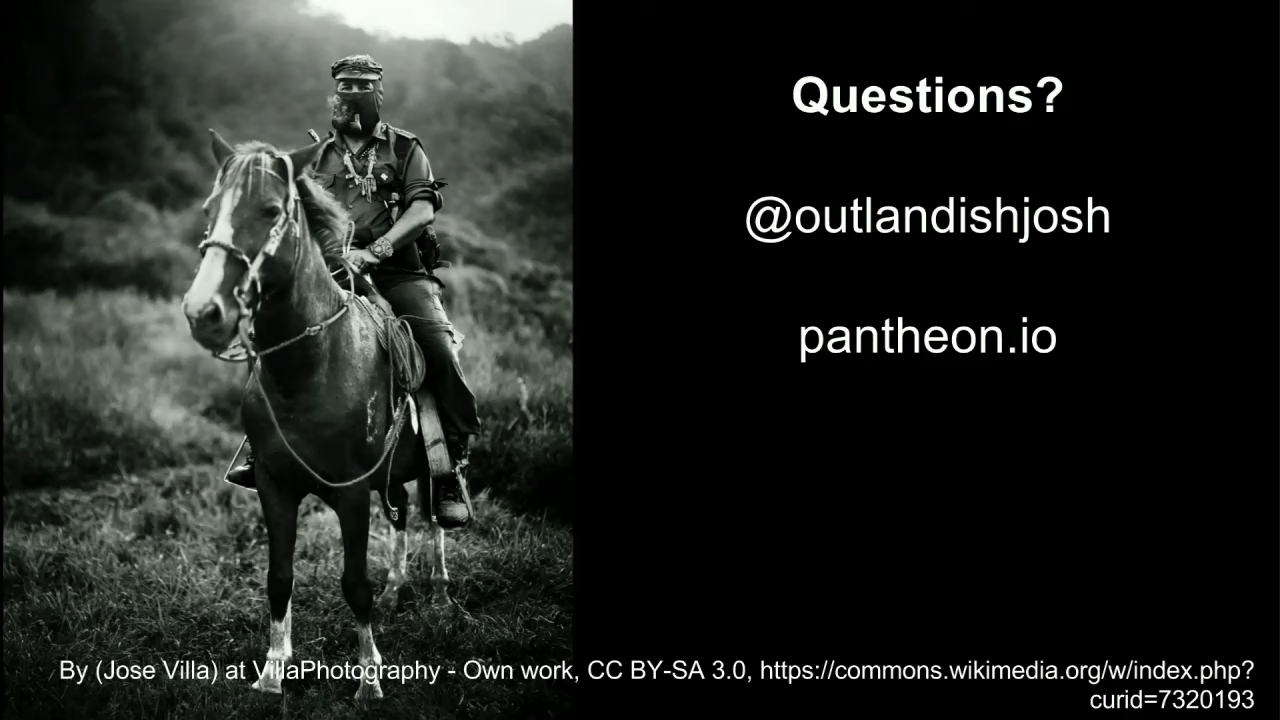 Questions?
@outlandishjosh
pantheon.io
By (Jose Villa) at VillaPhotography - Own work, CC BY-SA 3.0, https://commons.wikimedia.org/w/index.php?
curid=7320193